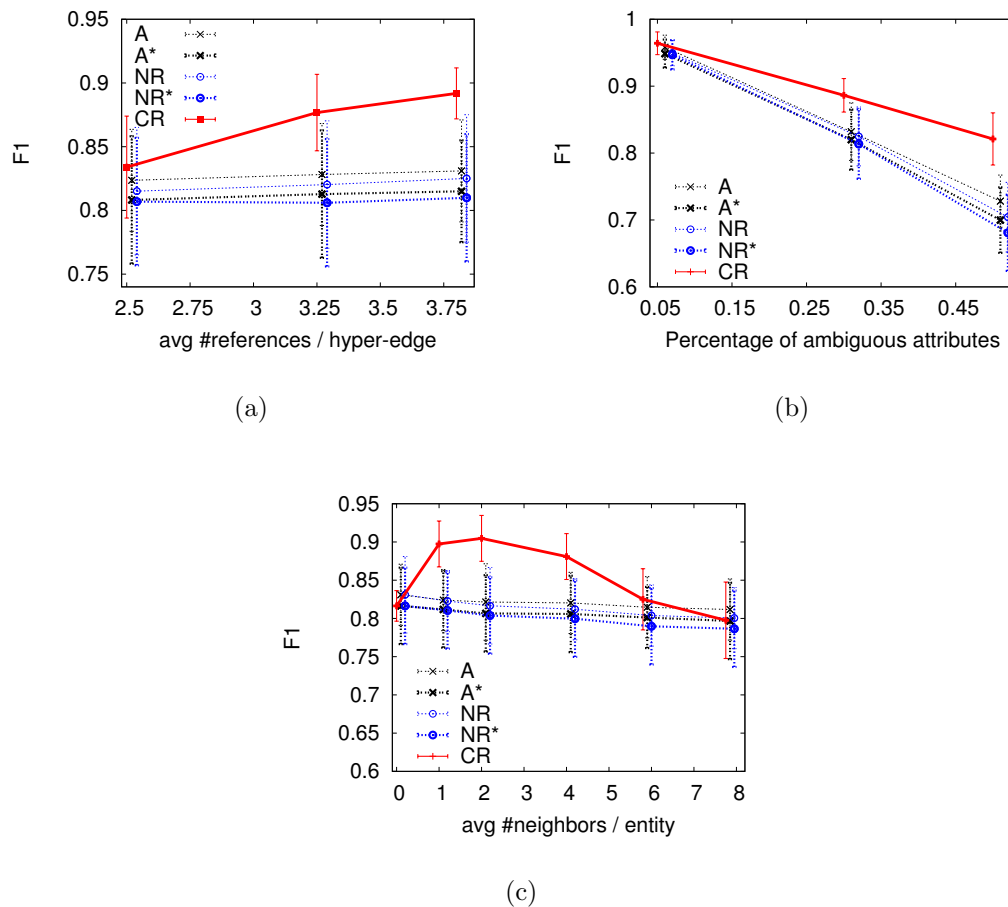 0.95
0.9
0.85
0.8
0.75
F1
A
A*
NR
NR*
CR
2.5 2.75 3 3.25 3.5 3.75
avg #references / hyper-edge
(a)
1
0.9
0.8
0.7
0.6
F1
A
A*
NR
NR*
CR
0.05 0.15 0.25 0.35 0.45
Percentage of ambiguous attributes
(b)
0.95
0.9
0.85
0.8
0.75
0.7
0.65
0.6
F1
A
A*
NR
NR*
CR
0 1 2 3 4 5 6 7 8
avg #neighbors / entity
(c)